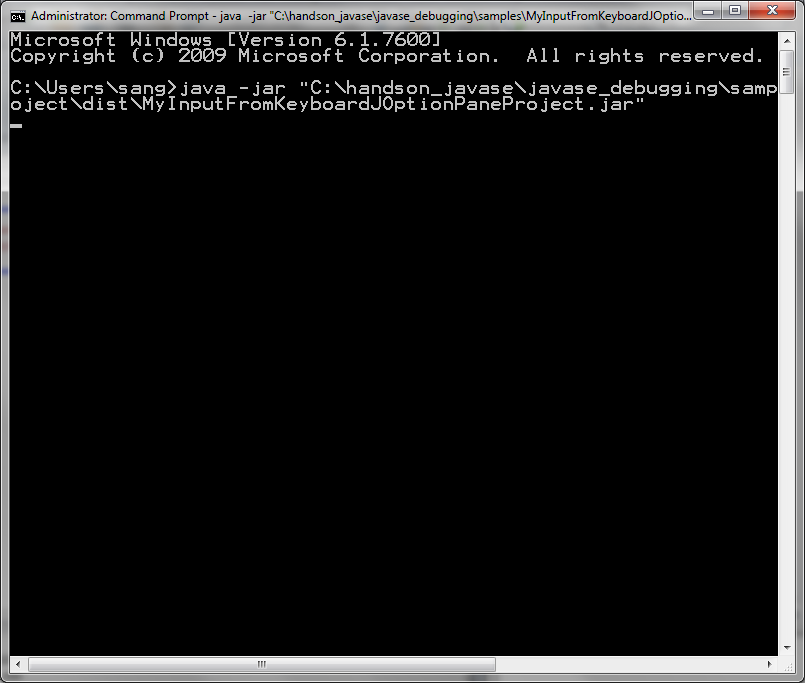 Administrator: Command Prompt - java -jar "C:\handson_javase\javase_debugging\samples\MyInputFromKeyboardJOptio...
Microsoft Windows [Version 6.1.7600]
Copyright (c) 2009 Microsoft Corporation.  All rights reserved.
C:\Users\sang>java -jar "C:\handson_javase\javase_debugging\samp
oject\dist\MyInputFromKeyboardJOptionPaneProject.jar"